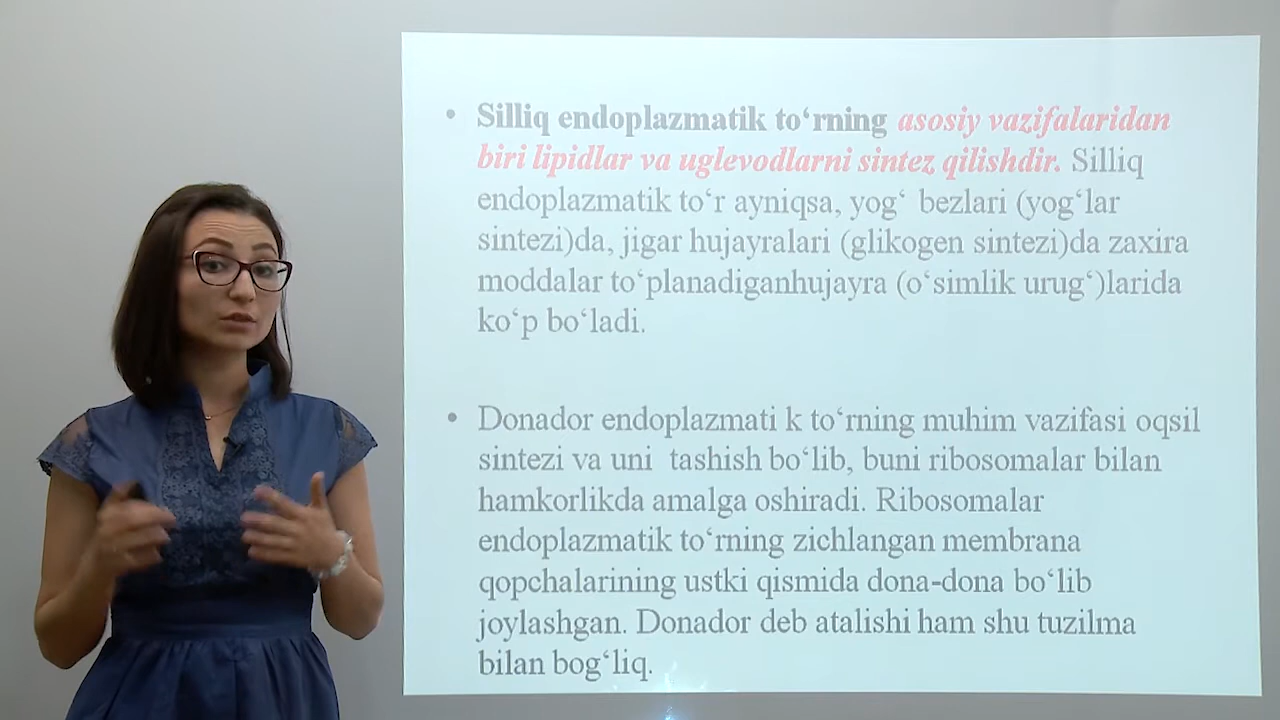 • Silliq endoplazmatik to‘rning asosiy vazifalaridan
biri lipidlar va uglevodlarni sintez qilishdir. Silliq
endoplazmatik to‘r ayniqsa, yog‘ bezlari (yog‘lar
sintezi)da, jigar hujayralari (glikogen sintezi)da zaxira
moddalar to‘planadiganhujayra (o‘simlik urug‘)larida
ko‘p bo‘ladi.
• Donador endoplazmati k to‘rning muhim vazifasi oqsil
sintezi va uni tashish bo‘lib, buni ribosomalar bilan
hamkorlikda amalga oshiradi. Ribosomalar
endoplazmatik to‘rning zichlangan membrana
qopchalarining ustki qismida dona-dona bo‘lib
joylashgan. Donador deb atalishi ham shu tuzilma
bilan bog‘liq.